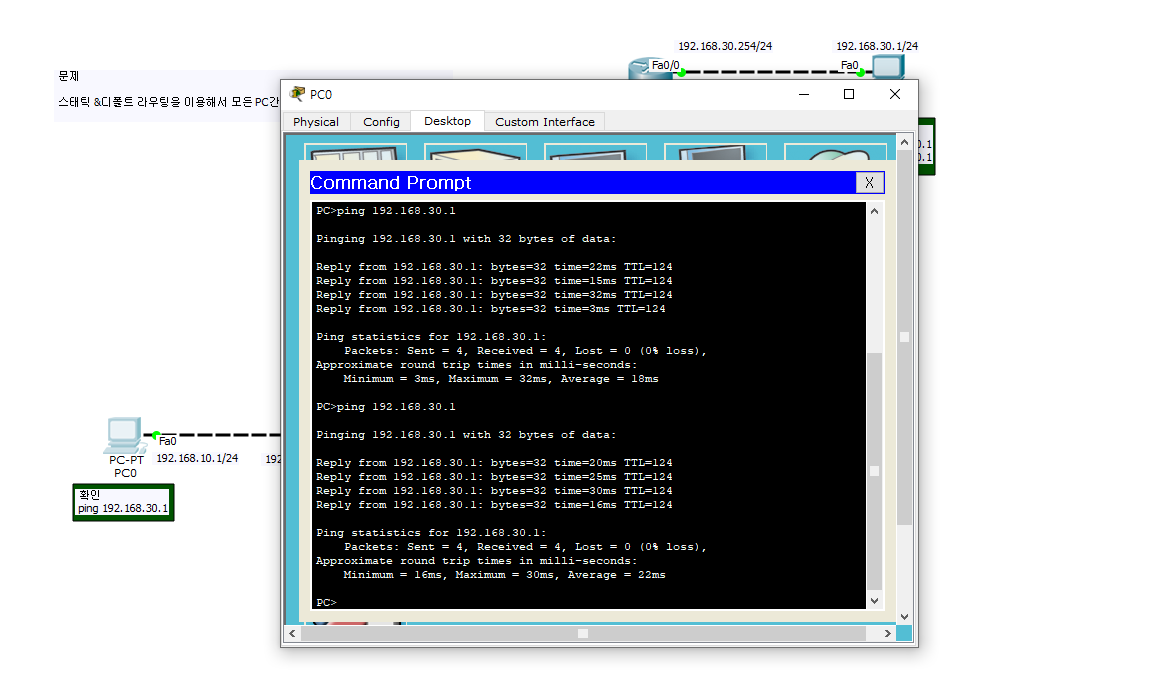 192.168.30.254/24
192.168.30.1/24
Fa0/0
Fa0
문제
스태틱 &디폴트 라우팅을 이용해서 모든 PC간
PC0
Physical
Config
Desktop
Custom Interface
Command Prompt
X
PC>ping 192.168.30.1
Pinging 192.168.30.1 with 32 bytes of data:
Reply from 192.168.30.1: bytes=32 time=22ms TTL=124
Reply from 192.168.30.1: bytes=32 time=15ms TTL=124
Reply from 192.168.30.1: bytes=32 time=32ms TTL=124
Reply from 192.168.30.1: bytes=32 time=3ms TTL=124
Ping statistics for 192.168.30.1:
Packets: Sent = 4, Received = 4, Lost = 0 (0% loss),
Approximate round trip times in milli-seconds:
Minimum = 3ms, Maximum = 32ms, Average = 18ms
PC>ping 192.168.30.1
Pinging 192.168.30.1 with 32 bytes of data:
Reply from 192.168.30.1: bytes=32 time=20ms TTL=124
Reply from 192.168.30.1: bytes=32 time=25ms TTL=124
Reply from 192.168.30.1: bytes=32 time=30ms TTL=124
Reply from 192.168.30.1: bytes=32 time=16ms TTL=124
Ping statistics for 192.168.30.1:
Packets: Sent = 4, Received = 4, Lost = 0 (0% loss),
Approximate round trip times in milli-seconds:
Minimum = 16ms, Maximum = 30ms, Average = 22ms
PC>
0.1
0.1
Fa0
192.168.10.1/24
192
PC-PT
PC0
확인
ping 192.168.30.1